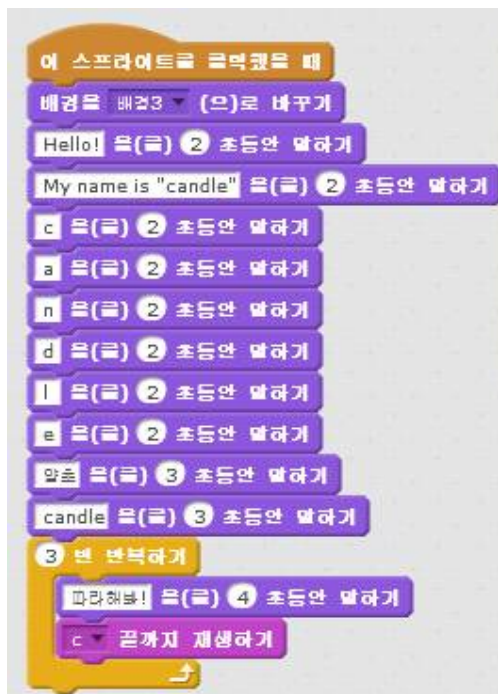 이 스프라이트를 클릭했을 때
배경을 배경3 (으)로 바꾸기
Hello! 을(를) 2 초동안 말하기
My name is "candle" 을(를) 2 초동안 말하기
c 을(를) 2 초동안 말하기
a 을(를) 2 초동안 말하기
n 을(를) 2 초동안 말하기
d 을(를) 2 초동안 말하기
l 을(를) 2 초동안 말하기
e 을(를) 2 초동안 말하기
양초 을(를) 3 초동안 말하기
candle 을(를) 3 초동안 말하기
3 번 반복하기
따라해봐! 을(를) 4 초동안 말하기
c 끝까지 재생하기